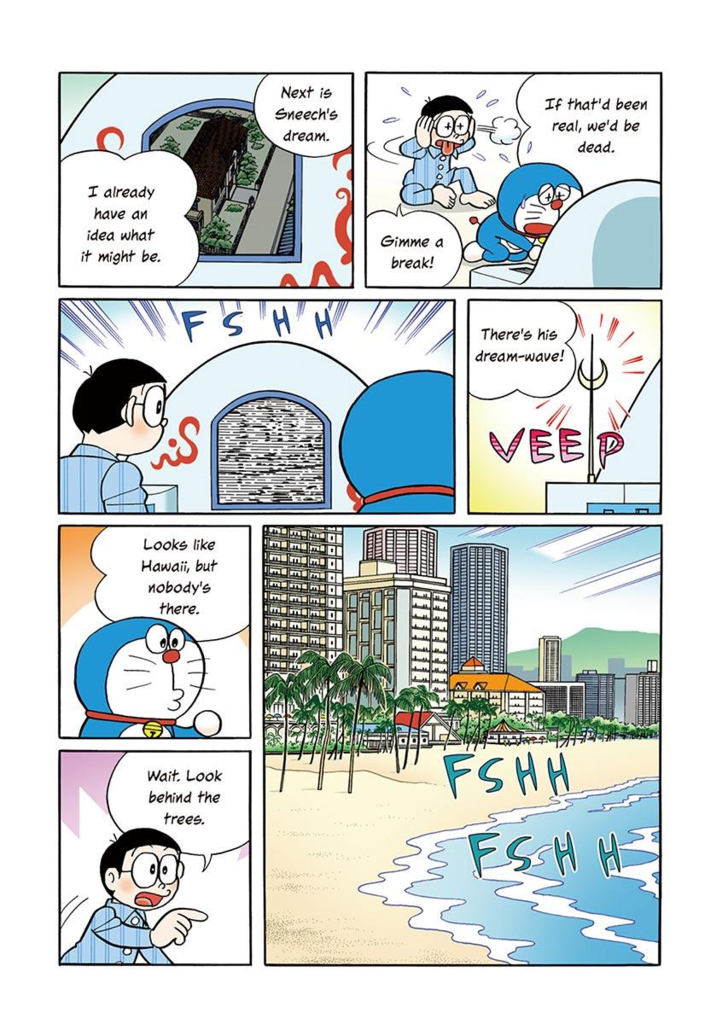 If that'd been
real, we'd be
dead.
Gimme a
break!
Next is
Sneech's
dream.
I already
have an
idea what
it might be.
There's his
dream-wave!
VEEP
FSHH
FSHH
FSHH
Looks like
Hawaii, but
nobody's
there.
Wait. Look
behind the
trees.